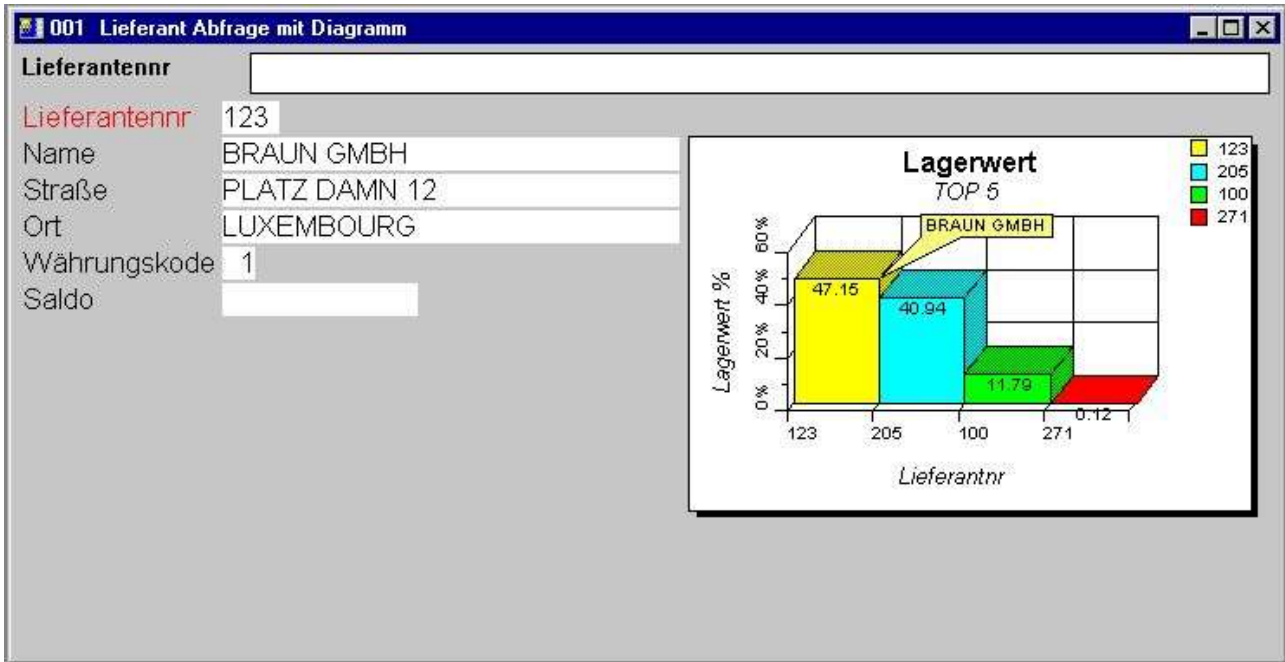 001 Lieferant Abfrage mit Diagramm
Lieferantennr
Lieferantennr 123
Name BRAUN GMBH
Straße PLATZ DAMN 12
Ort LUXEMBOURG
Währungskode 1
Saldo
Lagerwert
TOP 5
123
205
100
271
BRAUN GMBH
Lagerwert %
60%
40%
20%
0%
47.15
40.94
11.79
0.12
123 205 100 271
Lieferantnr